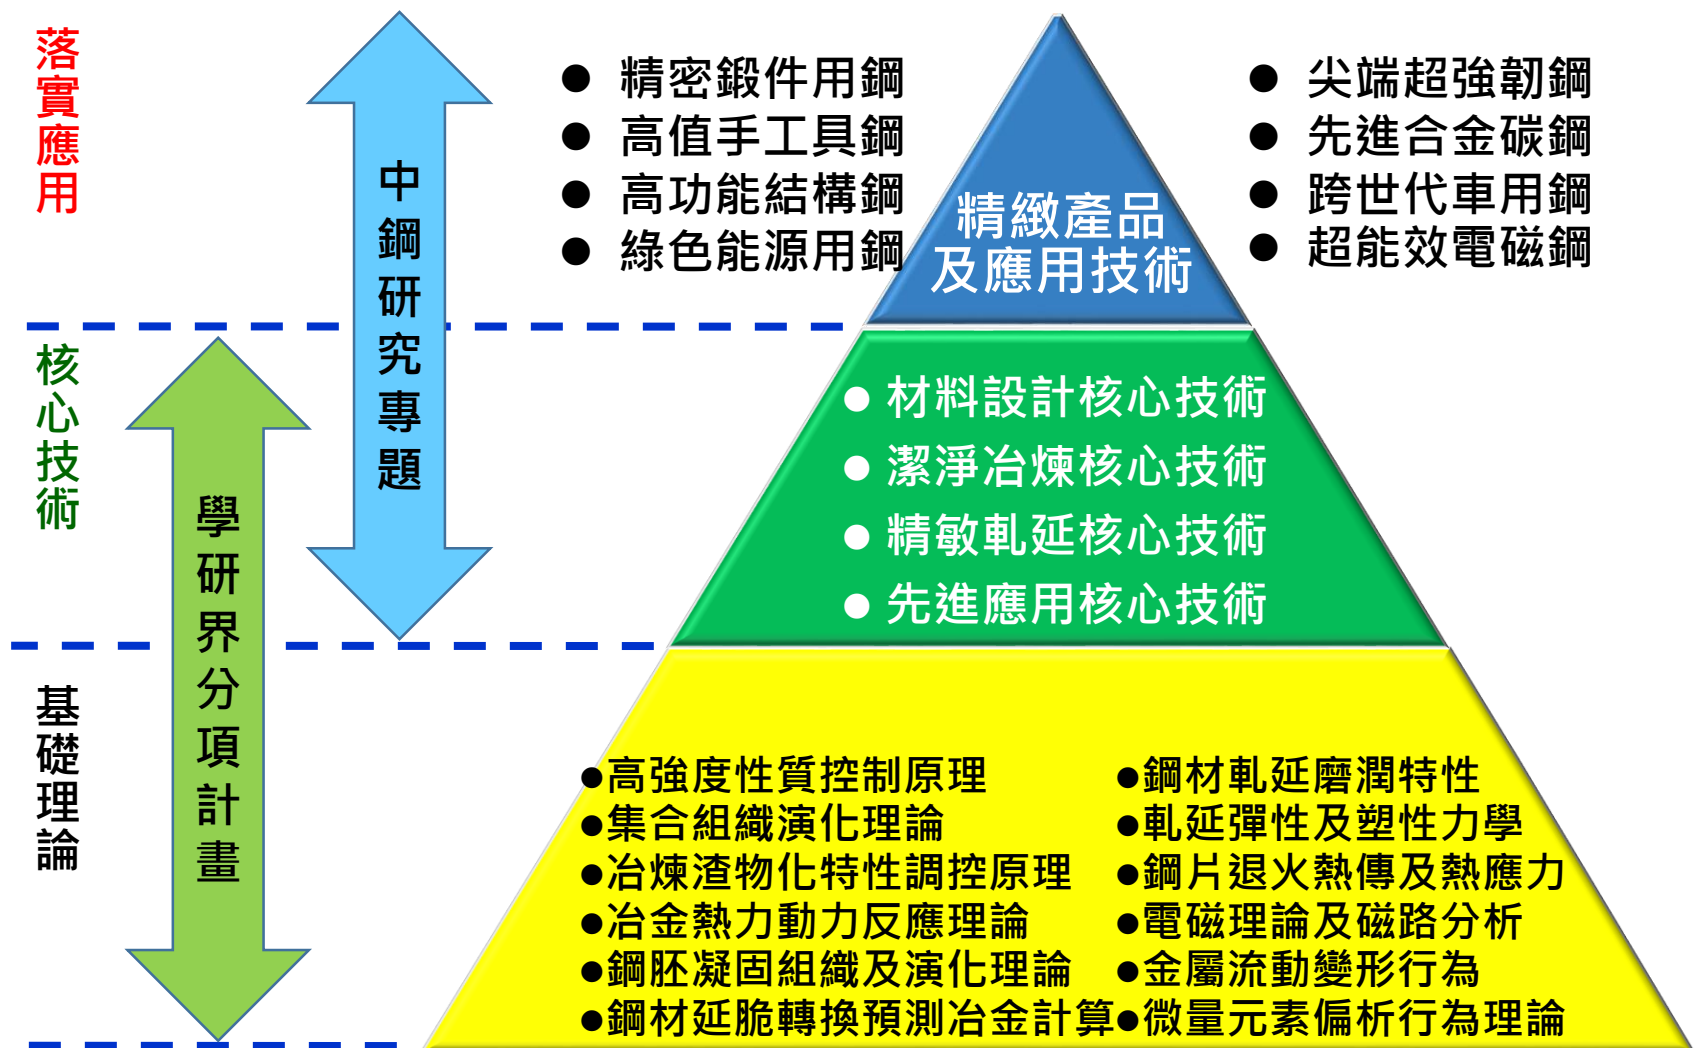 落實應用
核心技術
基礎理論
中鋼研究專題
學研界分項計畫
● 精密鍛件用鋼
● 高值手工具鋼
● 高功能結構鋼
● 綠色能源用鋼
● 尖端超強韌鋼
● 先進合金碳鋼
● 跨世代車用鋼
● 超能效電磁鋼
精緻產品
及應用技術
● 材料設計核心技術
● 潔淨冶煉核心技術
● 精敏軋延核心技術
● 先進應用核心技術
●高強度性質控制原理
●集合組織演化理論
●冶煉渣物化特性調控原理
●冶金熱力動力反應理論
●鋼胚凝固組織及演化理論
●鋼材延脆轉換預測冶金計算
●鋼材軋延磨潤特性
●軋延彈性及塑性力學
●鋼片退火熱傳及熱應力
●電磁理論及磁路分析
●金屬流動變形行為
●微量元素偏析行為理論